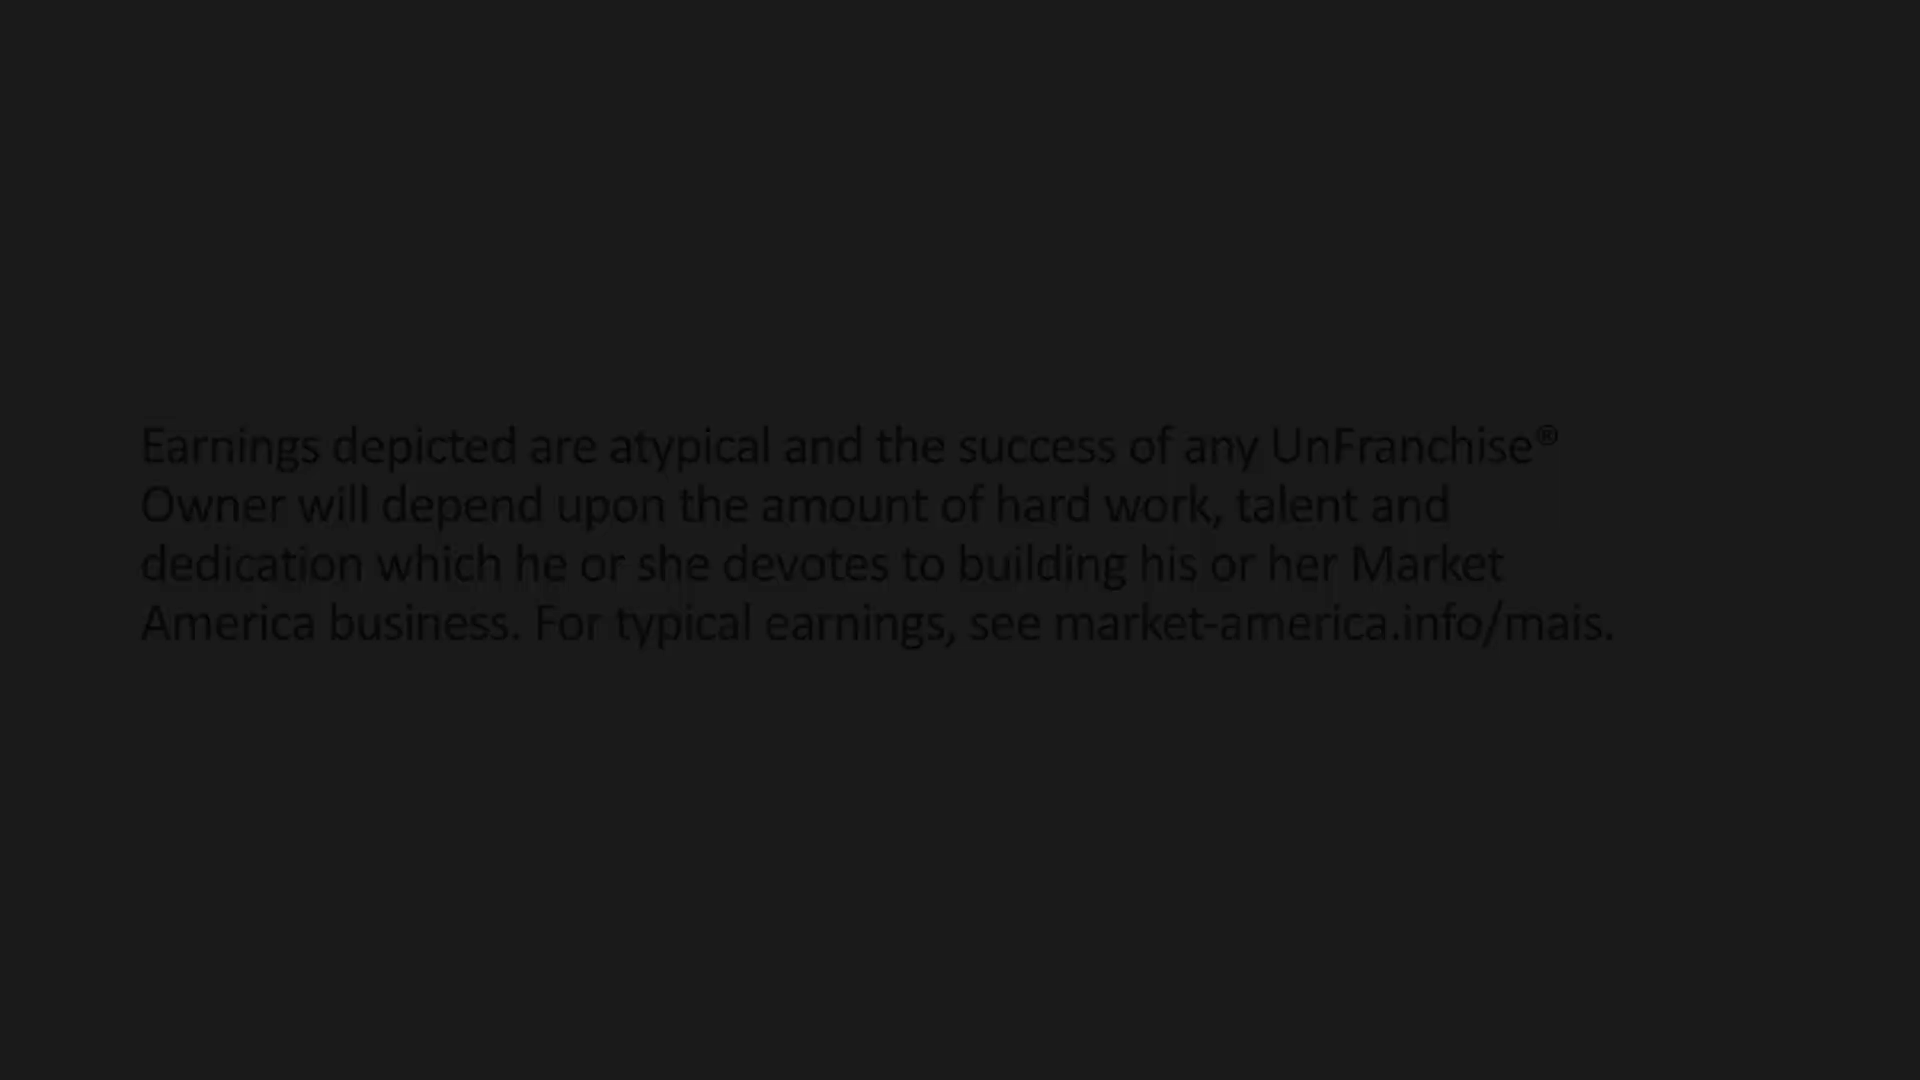 Earnings depicted are atypical and the success of any UnFranchise®
Owner will depend upon the amount of hard work, talent and
dedication which he or she devotes to building his or her Market
America business. For typical earnings, see market-america.info/mais.